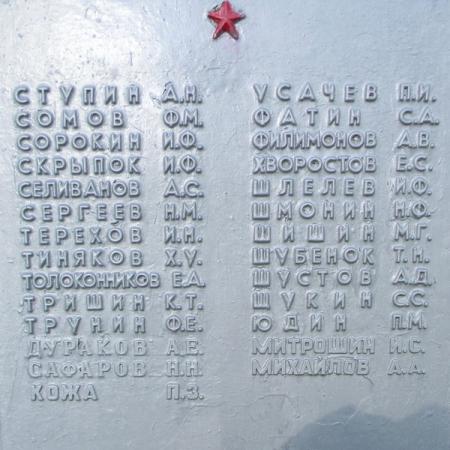 СТУПИН А.Н.
СОМОВ Ф.М.
СОРОКИН И.Ф.
СКРЫПОК И.Ф.
СЕЛИВАНОВ А.С.
СЕРГЕЕВ Н.М.
ТЕРЕХОВ И.Н.
ТИНЯКОВ Х.У.
ТОЛОКОННИКОВ Е.А.
ТРИШИН К.Т.
ТРУНИН Ф.Е.
ДУРАКОВ А.Е.
САФАРОВ Н.Н.
КОЖА П.З.
УСАЧЕВ П.И.
ФАТИН С.А.
ФИЛИМОНОВ А.В.
ХВОРОСТОВ Е.С.
ШЛЕЛЕВ И.Ф.
ШМОНИН Н.Ф.
ШИШИН М.Г.
ШУБЕНОК Т.Н.
ШУСТОВ А.Д.
ЩУКИН С.С.
ЮДИН П.М.
МИТРОШИН И.С.
МИХАЙЛОВ А.А.